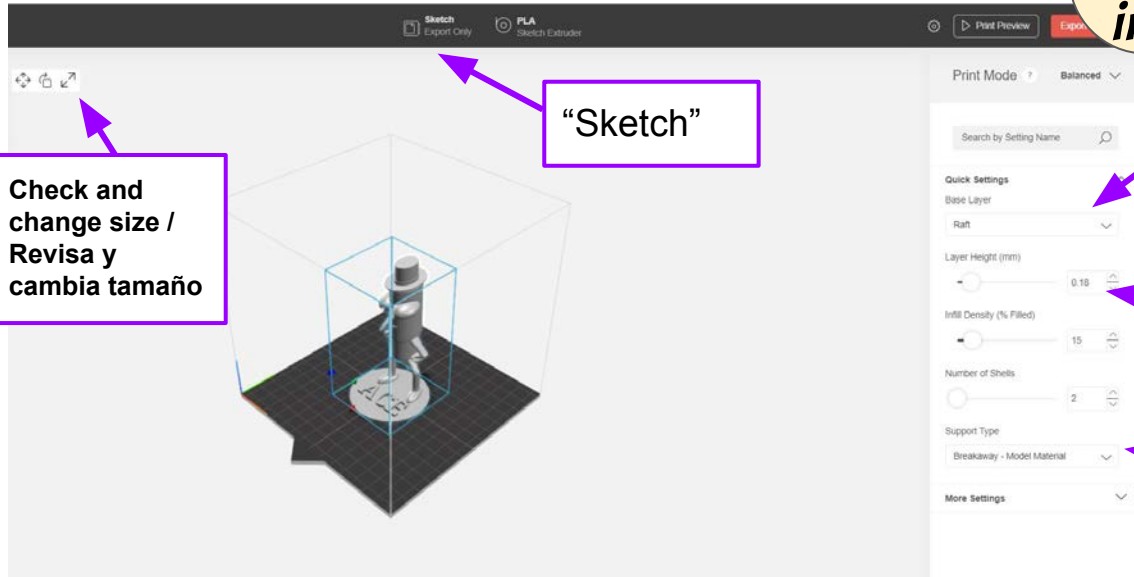 Sketch
Export Only
PLA
Sketch Extruder
Print Preview
“Sketch”
Check and
change size /
Revisa y
cambia tamaño
Print Mode ?
Balanced
Search by Setting Name
Quick Settings
Base Layer
Raft
Layer Height (mm)
0.18
Infill Density (% Filled)
15
Number of Shells
2
Support Type
Breakaway - Model Material
More Settings